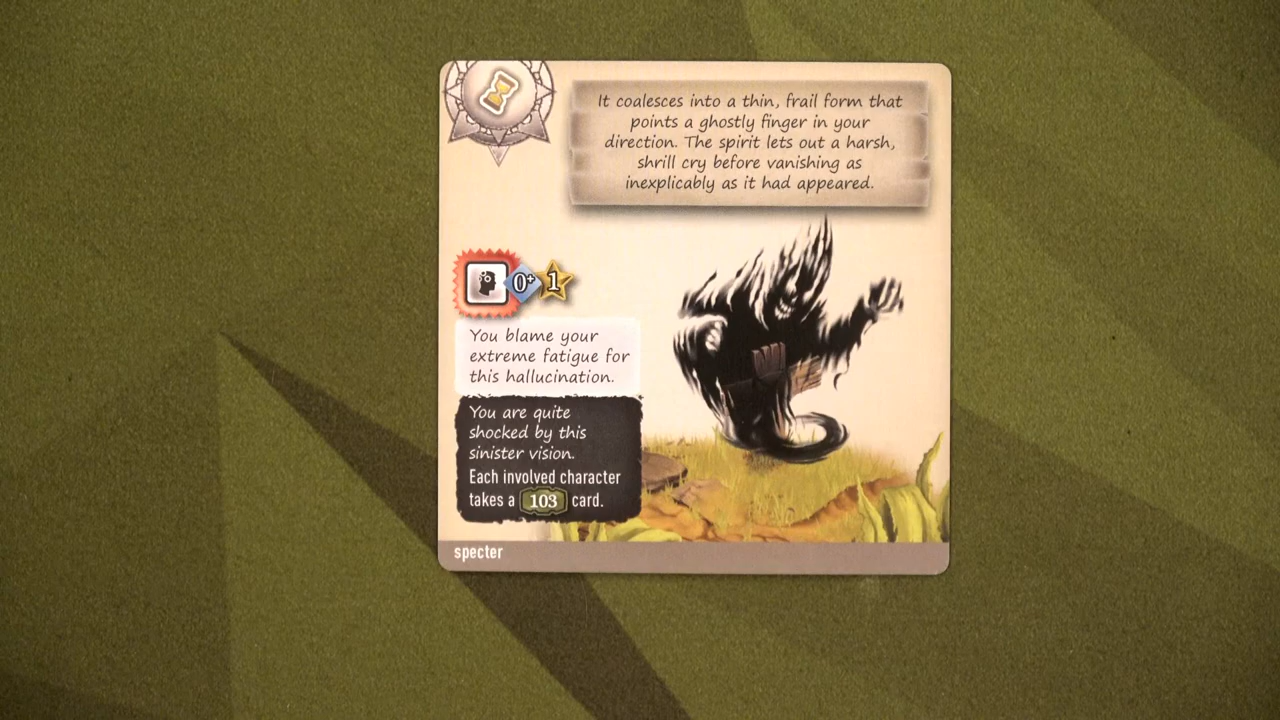 It coalesces into a thin, frail form that
points a ghostly finger in your
direction. The spirit lets out a harsh,
shrill cry before vanishing as
inexplicably as it had appeared.
0+ 1
You blame your
extreme fatigue for
this hallucination.
You are quite
shocked by this
sinister vision.
Each involved character
takes a 103 card.
specter